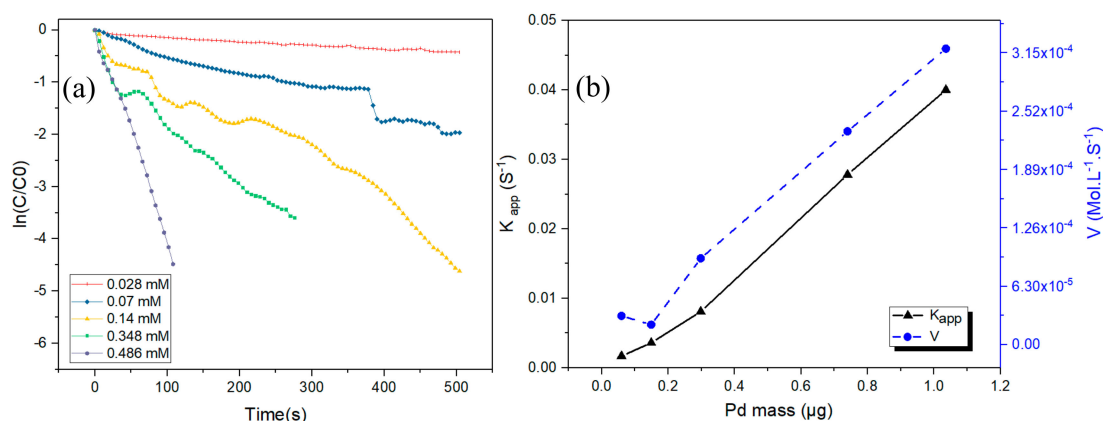 (a)
ln(C/C0)
0
-1
-2
-3
-4
-5
-6
0.028 mM
0.07 mM
0.14 mM
0.348 mM
0.486 mM
0 100 200 300 400 500
Time(s)
(b)
K app (S-1)
0.05
0.04
0.03
0.02
0.01
0.00
Kapp
V
3.15x10-4
2.52x10-4
1.89x10-4
1.26x10-4
6.30x10-5
0.00
V (Mol.L-1.S-1)
0.0 0.2 0.4 0.6 0.8 1.0 1.2
Pd mass (µg)